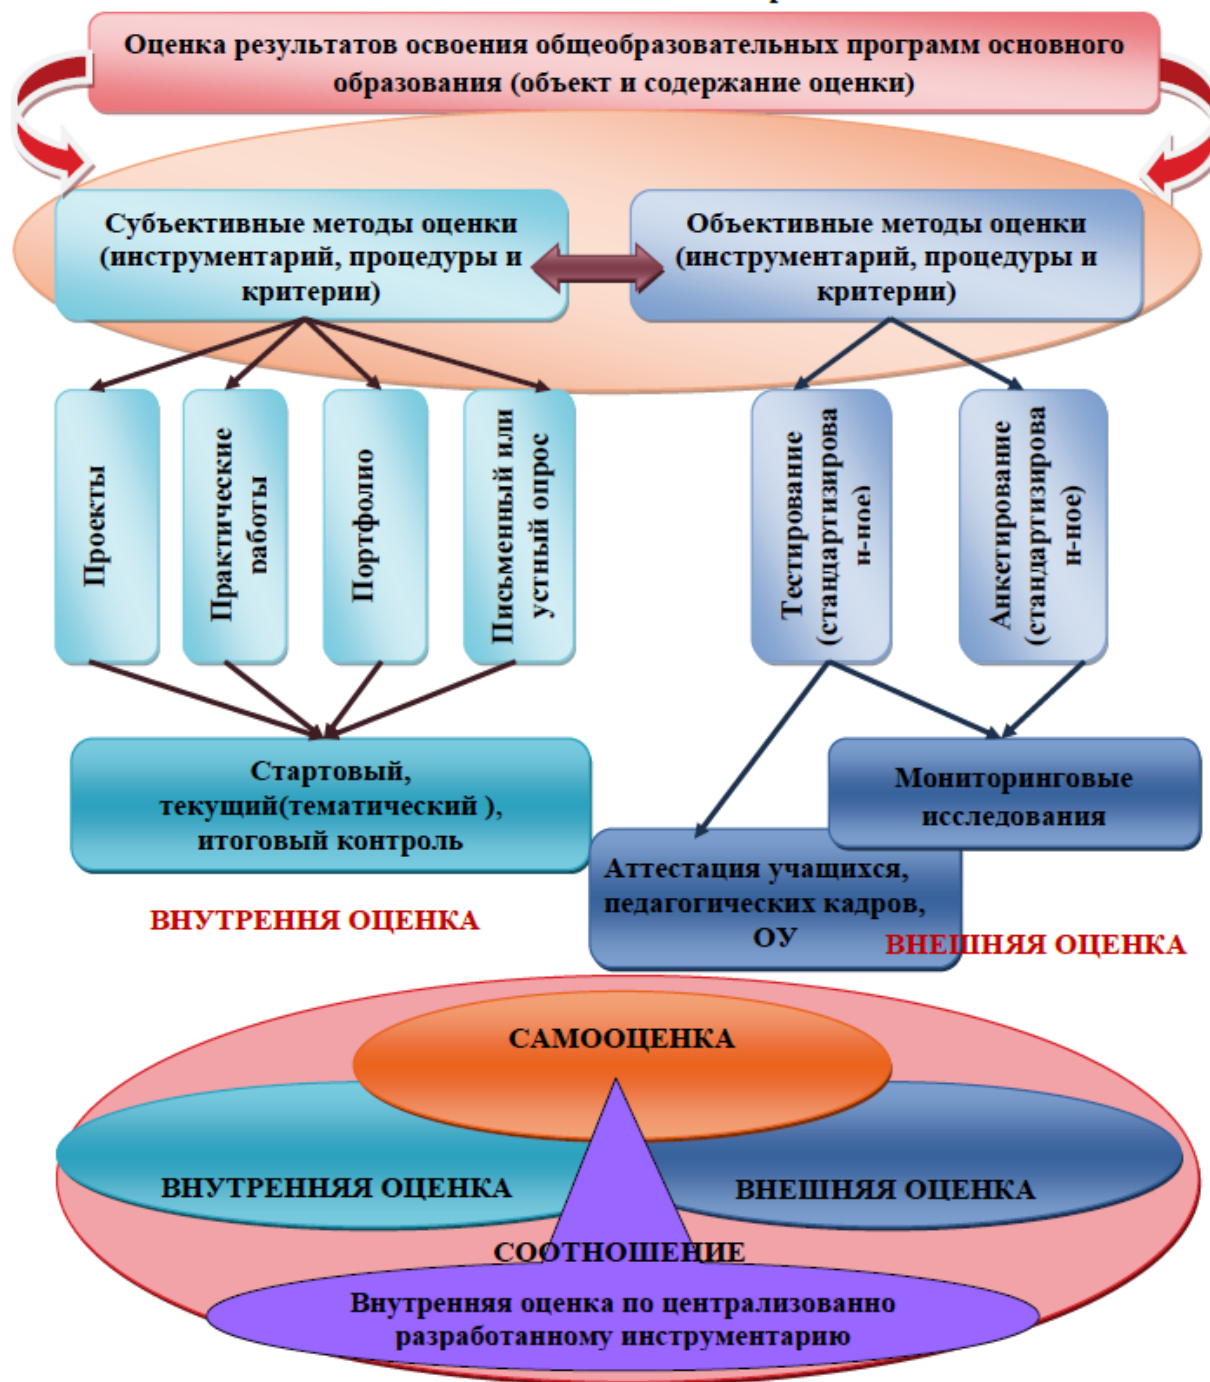 Оценка результатов освоения общеобразовательных программ основного
образования (объект и содержание оценки)
Субъективные методы оценки
(инструментарий, процедуры и
критерии)
Объективные методы оценки
(инструментарий, процедуры и
критерии)
Проекты
Практические
работы
Портфолио
Письменный или
устный опрос
Тестирование
(стандартизирова
н-ное)
Анкетирование
(стандартизирова
н-ное)
Стартовый,
текущий(тематический ),
итоговый контроль
Мониторинговые
исследования
Аттестация учащихся,
педагогических кадров,
ОУ
ВНУТРЕННЯ ОЦЕНКА
ВНЕШНЯЯ ОЦЕНКА
САМООЦЕНКА
ВНУТРЕННЯЯ ОЦЕНКА
ВНЕШНЯЯ ОЦЕНКА
СООТНОШЕНИЕ
Внутренняя оценка по централизованно
разработанному инструментарию